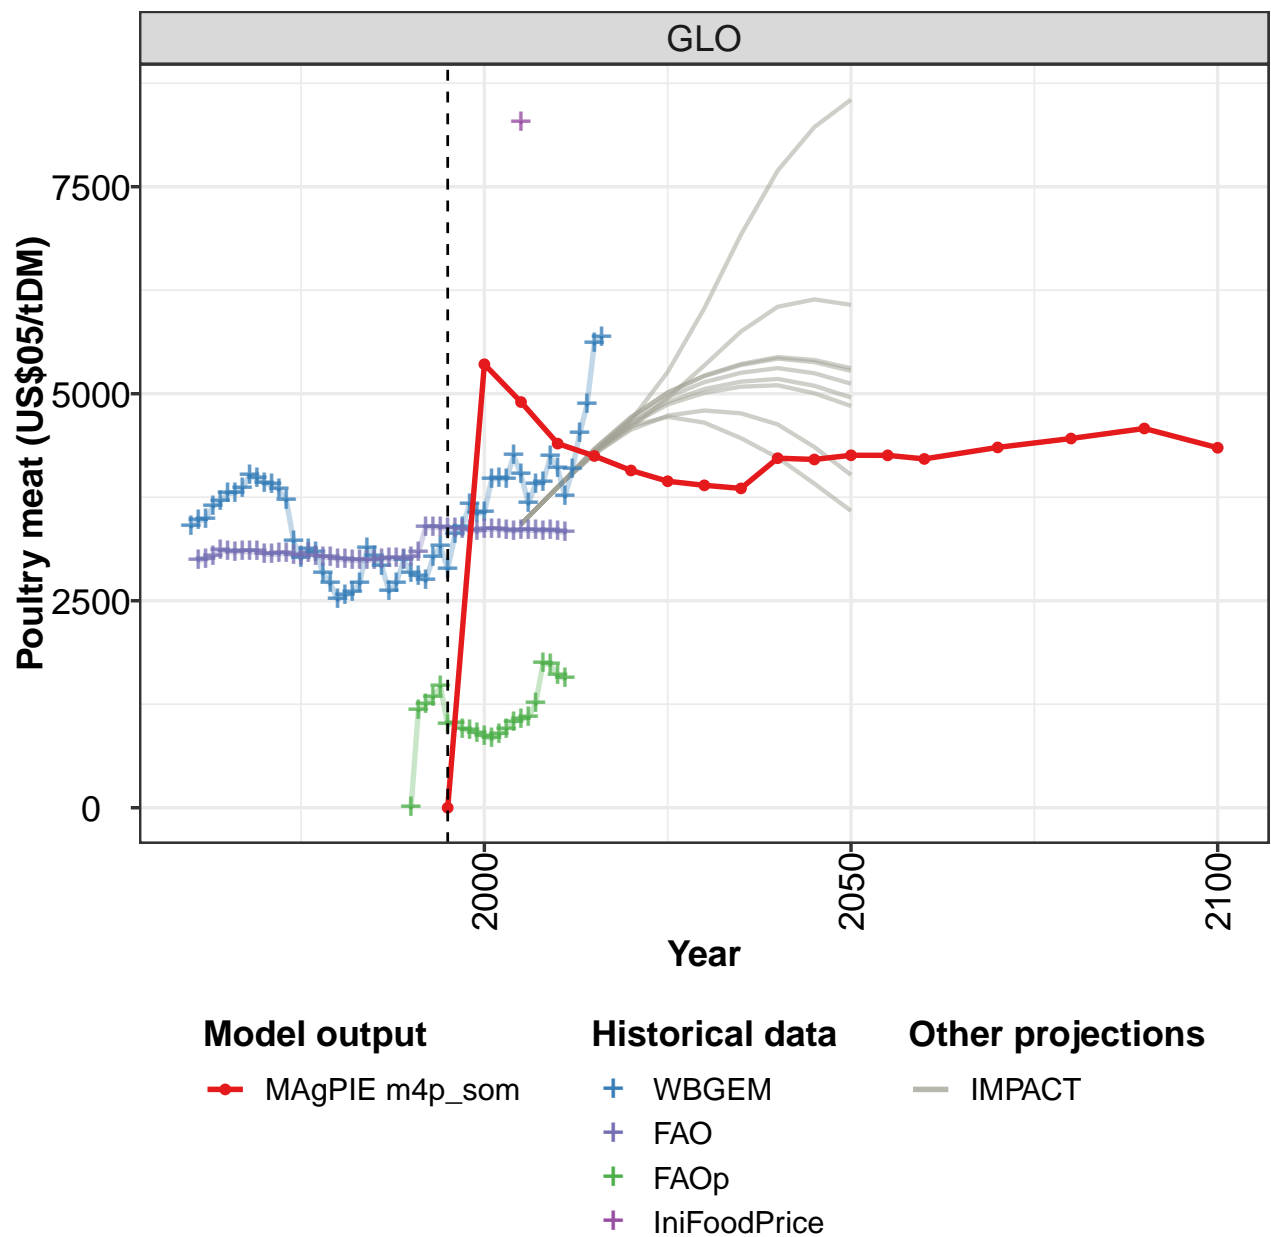 GLO
Poultry meat (US$05/tDM)
7500
5000
2500
0
2000
2050
2100
Year
Model output
MAgPIE m4p_som
Historical data
WBGEM
FAO
FAOp
IniFoodPrice
Other projections
IMPACT